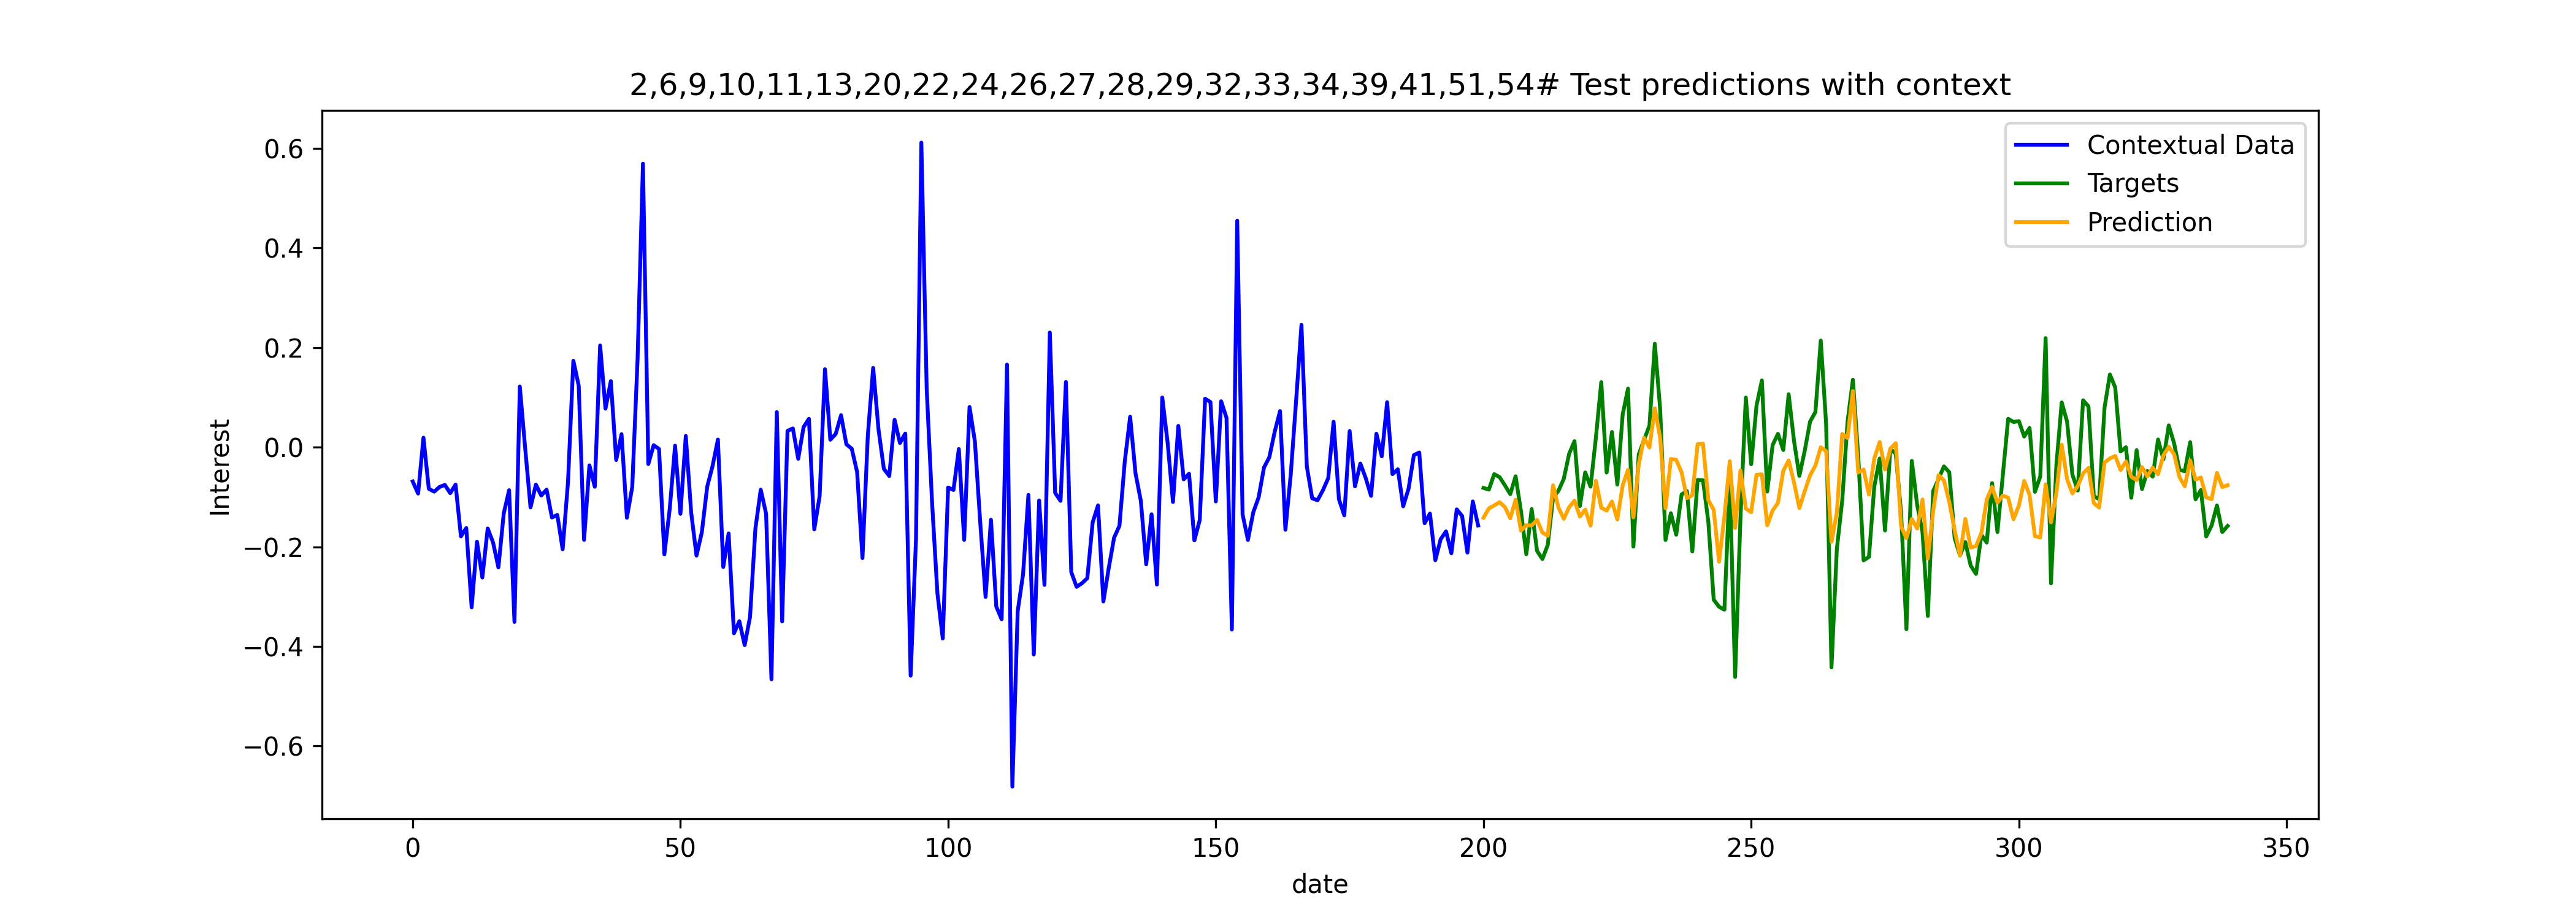 2,6,9,10,11,13,20,22,24,26,27,28,29,32,33,34,39,41,51,54# Test predictions with context
Contextual Data
Targets
Prediction
Interest
0.6
0.4
0.2
0.0
−0.2
−0.4
−0.6
0 50 100 150 200 250 300 350
date